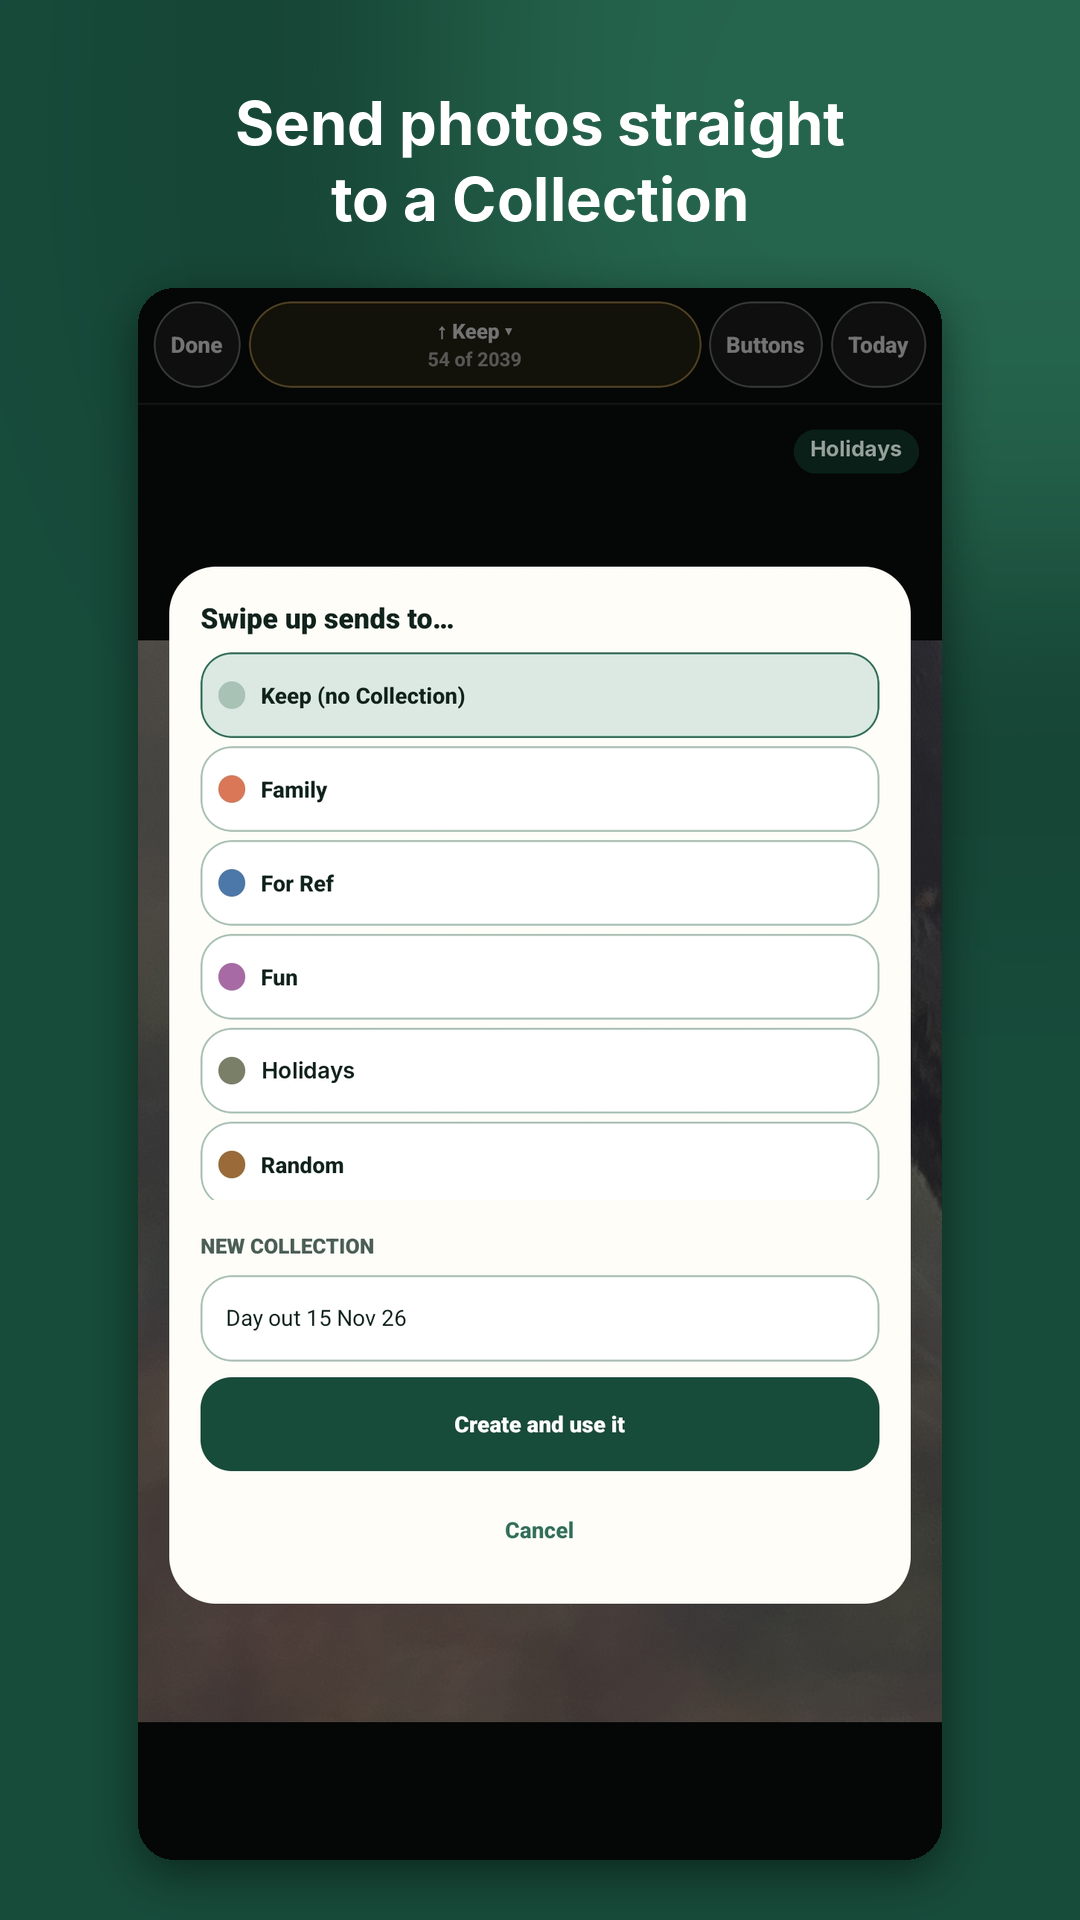 Send photos straight
to a Collection
Done
↑ Keep ▾
54 of 2039
Buttons
Today
Holidays
Swipe up sends to...
Keep (no Collection)
Family
For Ref
Fun
Holidays
Random
NEW COLLECTION
Day out 15 Nov 26
Create and use it
Cancel